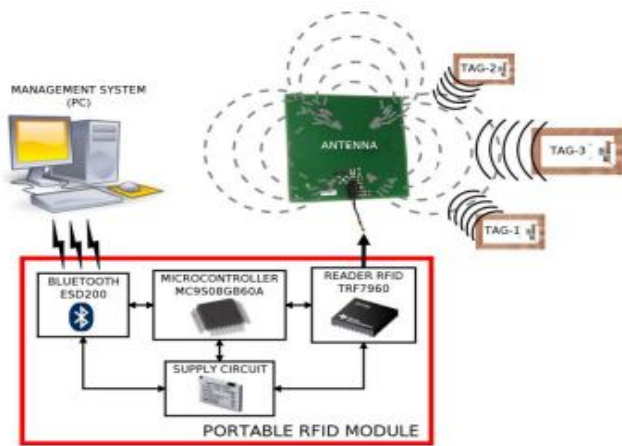 MANAGEMENT SYSTEM
(PC)
ANTENNA
TAG-2
TAG-3
TAG-1
BLUETOOTH
ESD200
MICROCONTROLLER
MC9S08GB60A
READER RFID
TRF7960
SUPPLY CIRCUIT
PORTABLE RFID MODULE